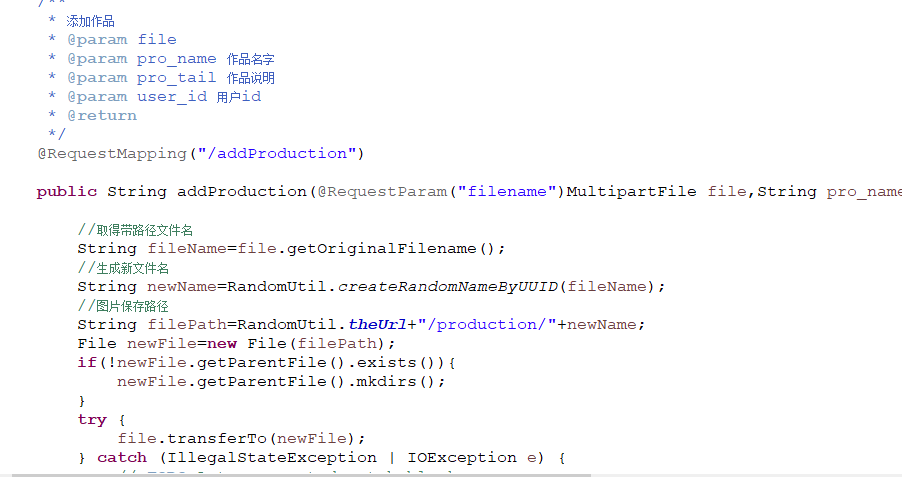 /**
* 添加作品
* @param file
* @param pro_name 作品名字
* @param pro_tail 作品说明
* @param user_id 用户id
* @return
*/
@RequestMapping("/addProduction")
public String addProduction(@RequestParam("filename")MultipartFile file,String pro_name
//取得带路径文件名
String fileName=file.getOriginalFilename();
//生成新文件名
String newName=RandomUtil.createRandomNameByUUID(fileName);
//图片保存路径
String filePath=RandomUtil.theUrl+"/production/"+newName;
File newFile=new File(filePath);
if(!newFile.getParentFile().exists()){
newFile.getParentFile().mkdirs();
}
try {
file.transferTo(newFile);
} catch (IllegalStateException | IOException e) {